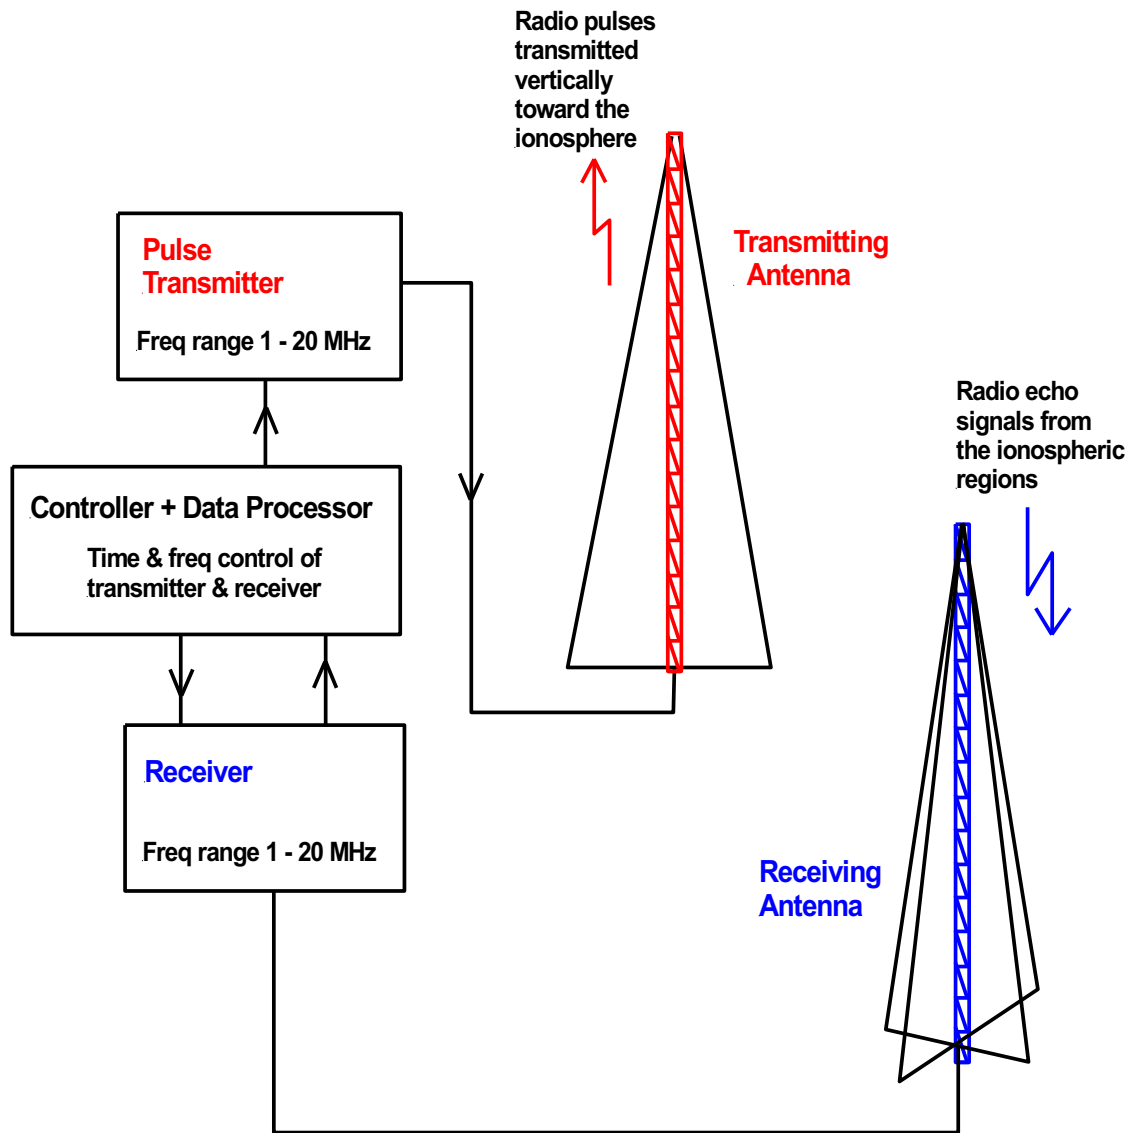 Radio pulses
transmitted
vertically
toward the
ionosphere
Pulse
Transmitter
Freq range 1 - 20 MHz
Transmitting
Antenna
Radio echo
signals from
the ionospheric
regions
Controller + Data Processor
Time & freq control of
transmitter & receiver
Receiver
Freq range 1 - 20 MHz
Receiving
Antenna